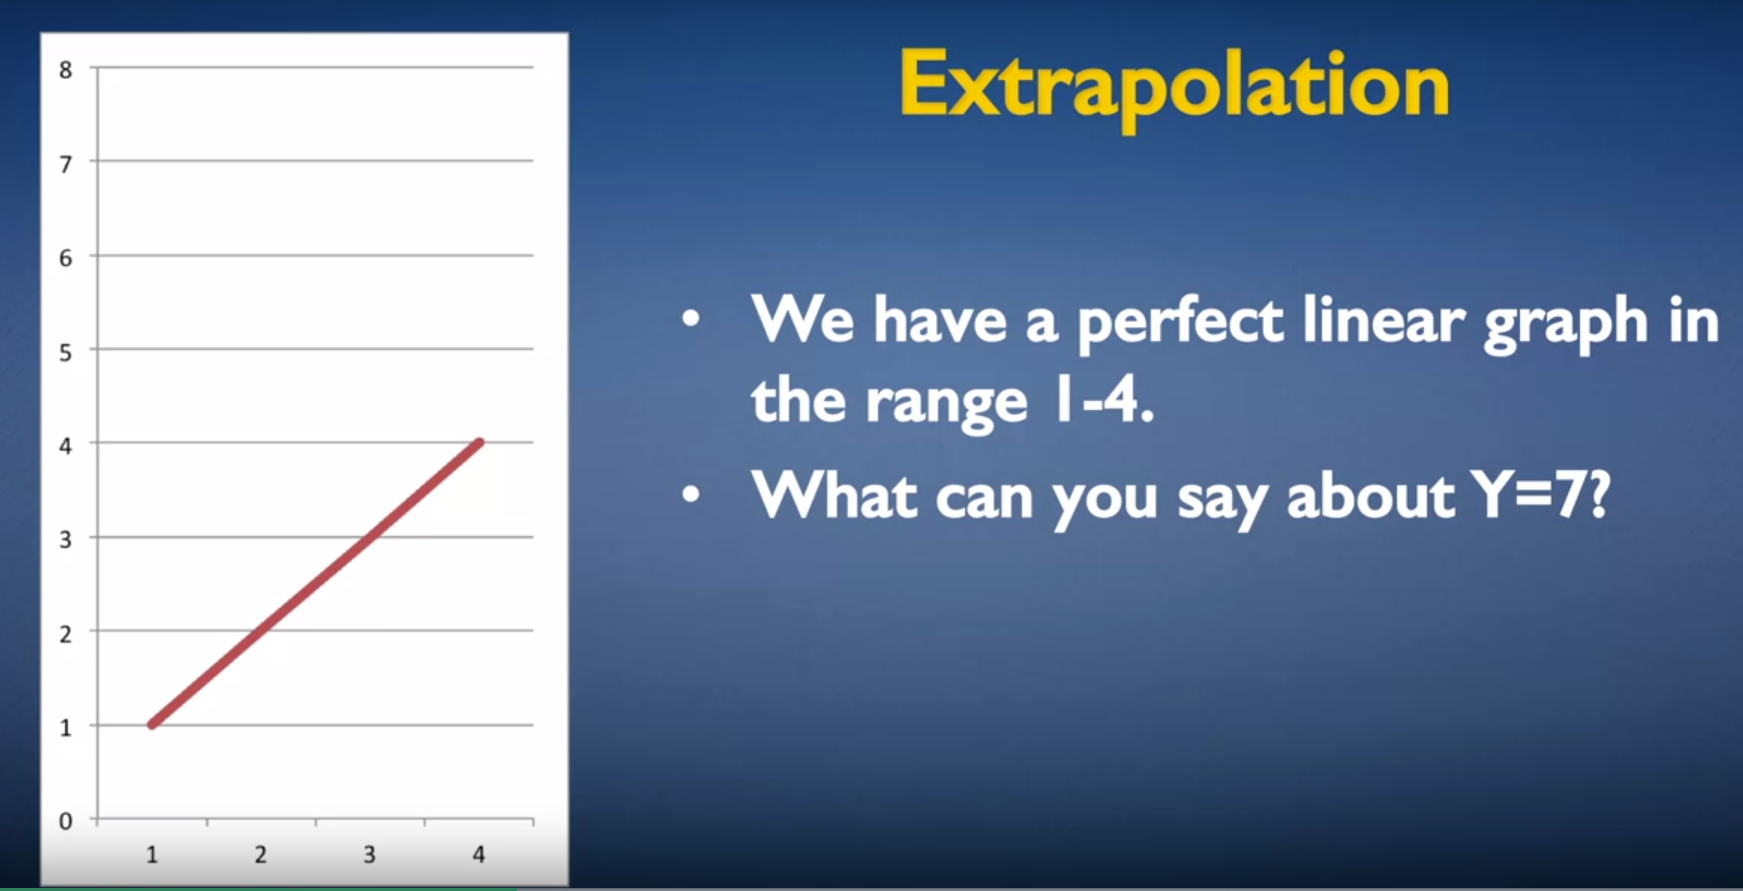 8
7
6
5
4
3
2
1
0
1 2 3 4
Extrapolation
• We have a perfect linear graph in
the range 1-4.
• What can you say about Y=7?